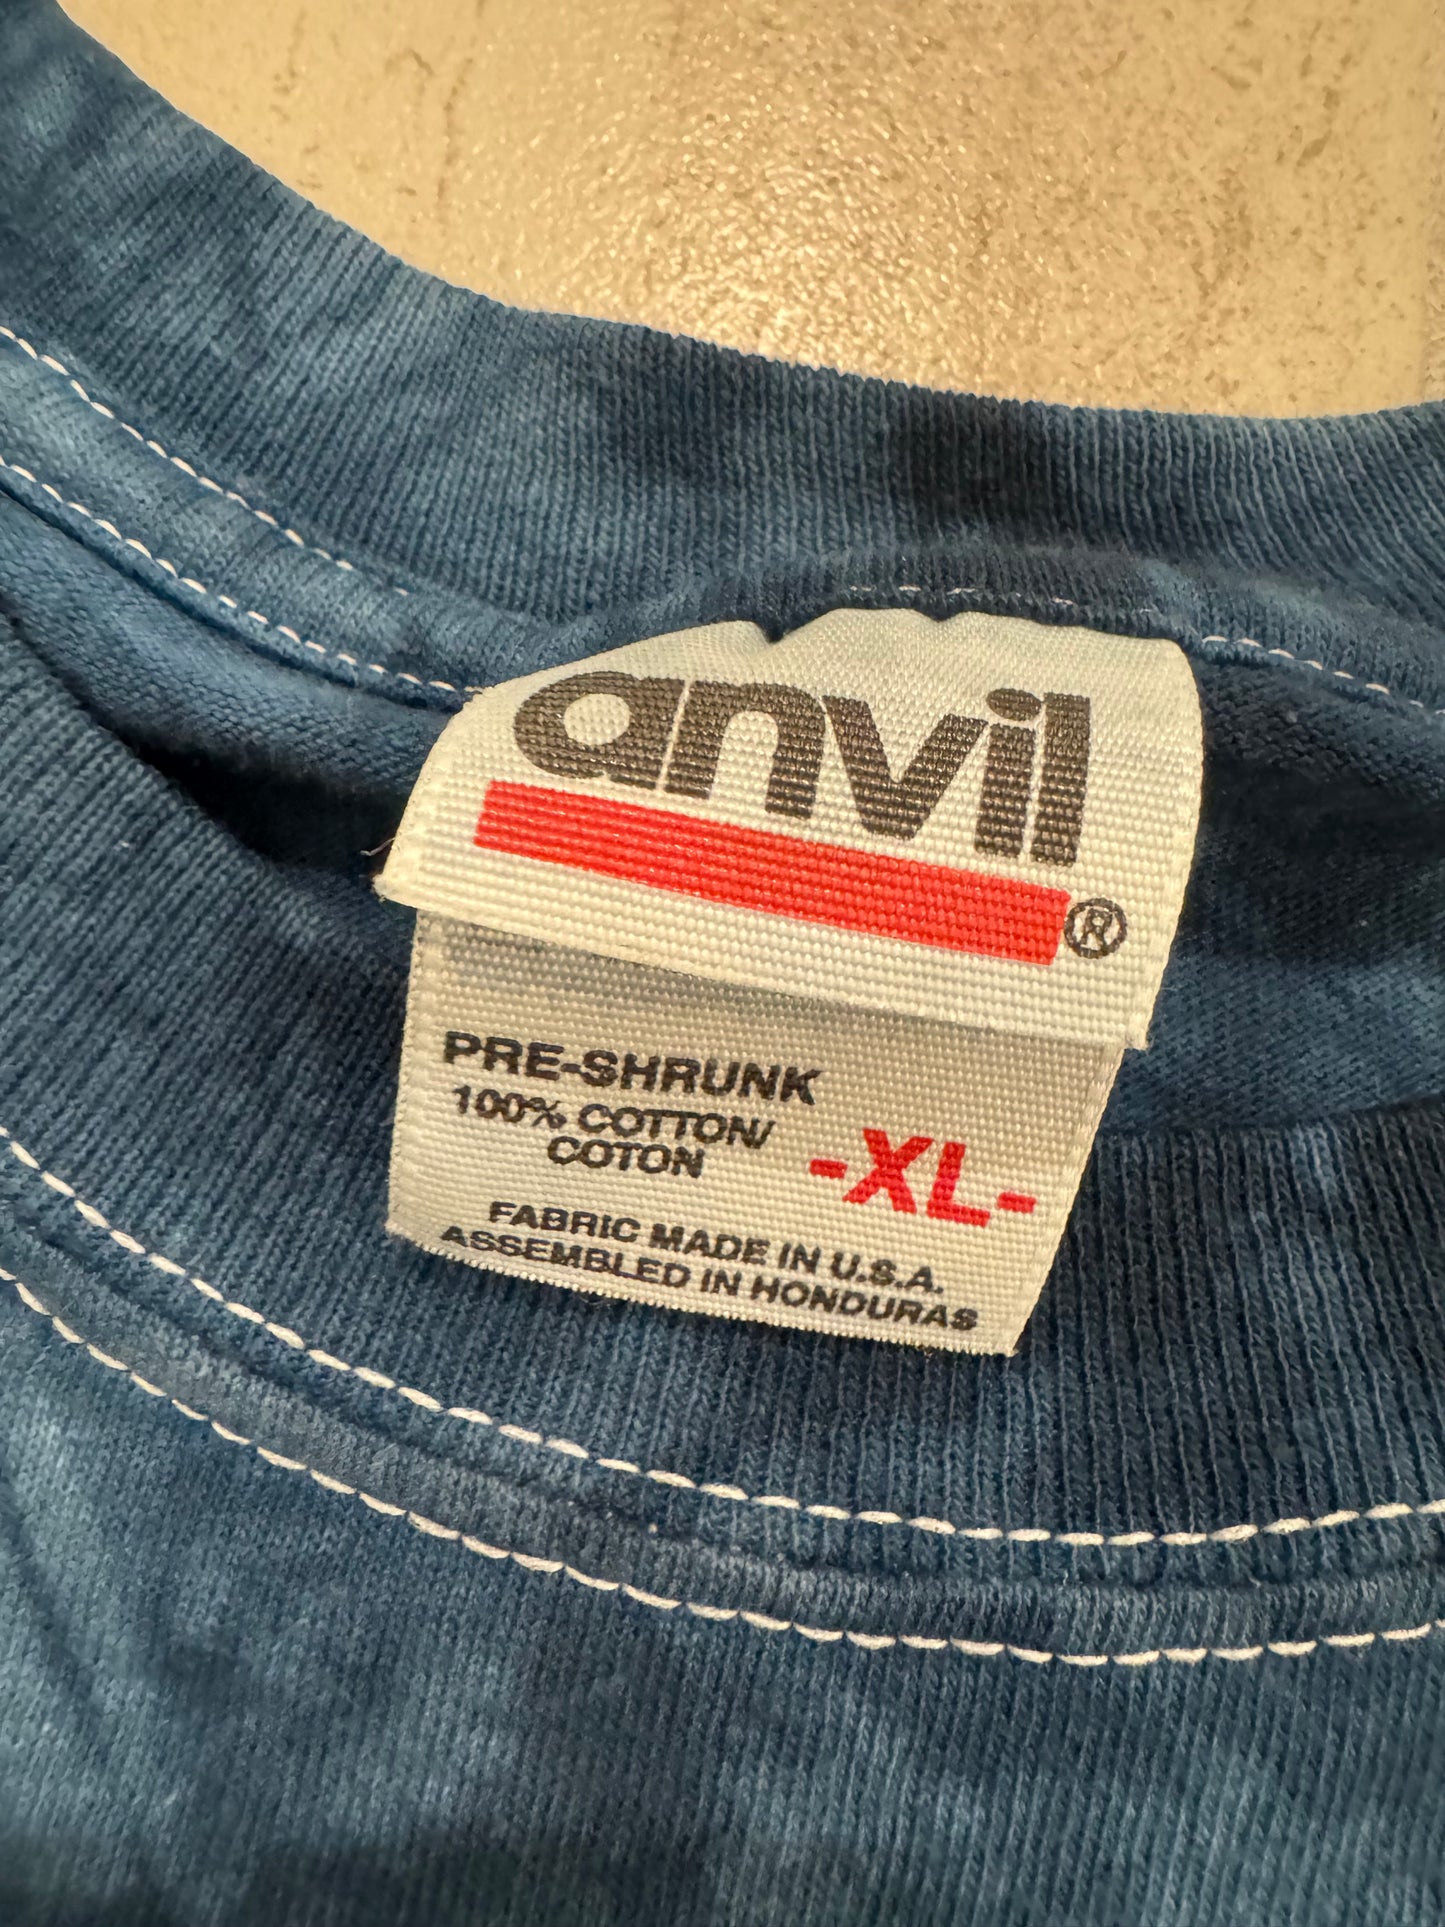 anvil®
PRE-SHRUNK
100% COTTON/
COTON
-XL-
FABRIC MADE IN U.S.A.
ASSEMBLED IN HONDURAS